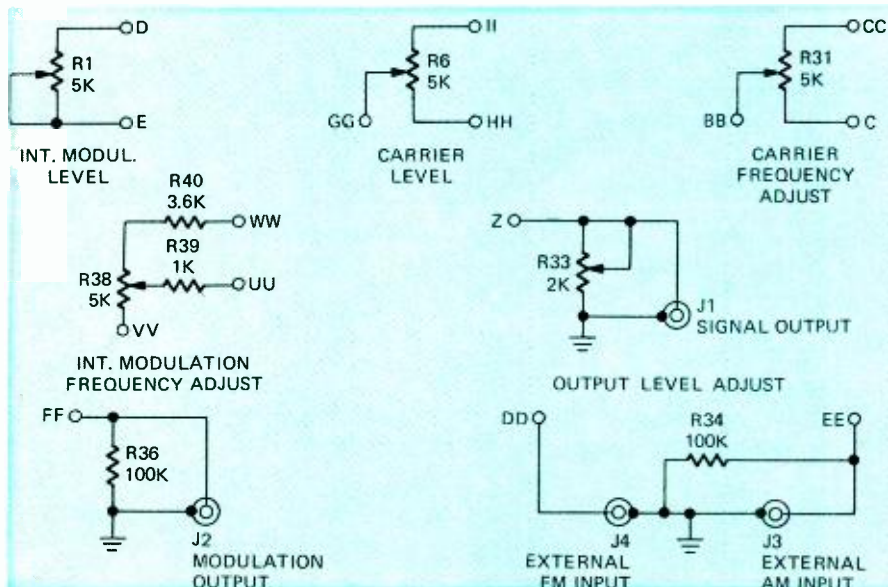 D
R1
5K
E
INT. MODUL.
LEVEL
II
R6
5K
GG
HH
CARRIER
LEVEL
CC
R31
5K
BB
C
CARRIER
FREQUENCY
ADJUST
R40
3.6K
WW
R39
1K
R38
5K
UU
VV
INT. MODULATION
FREQUENCY ADJUST
Z
R33
2K
J1
SIGNAL OUTPUT
OUTPUT LEVEL ADJUST
FF
R36
100K
J2
MODULATION
OUTPUT
DD
R34
100K
EE
J4
J3
EXTERNAL
FM INPUT
EXTERNAL
AM INPUT